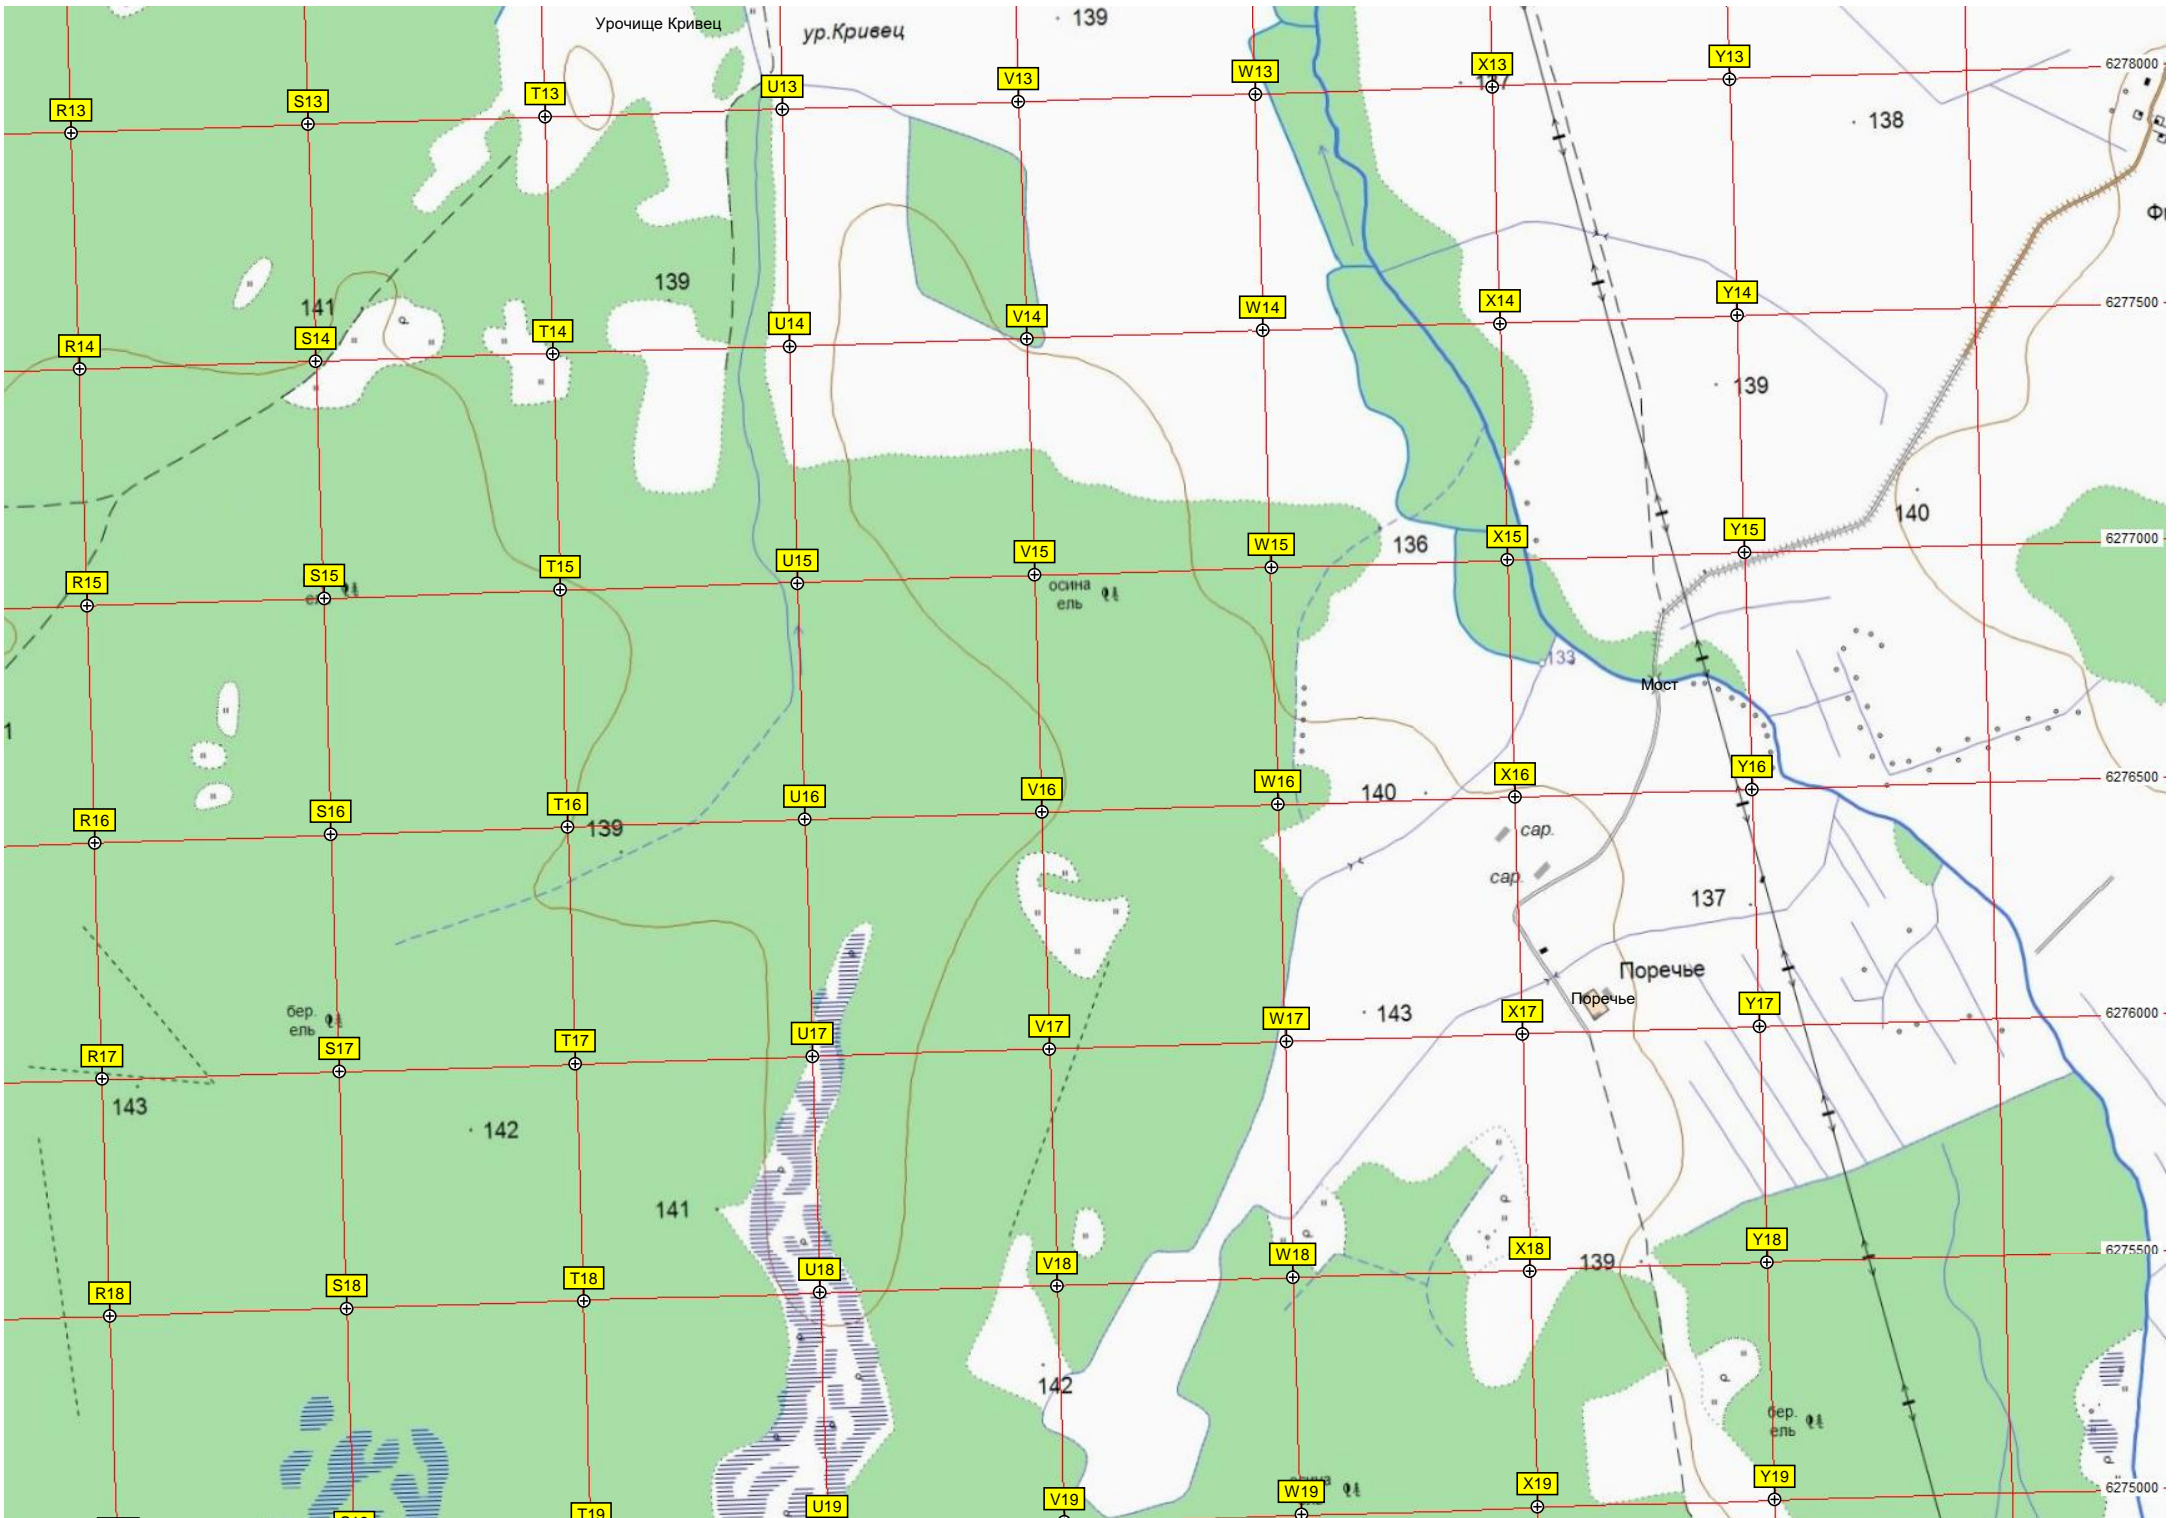 Урочище Кривец
ур.Кривец
139
6278000
R13
S13
T13
U13
V13
W13
X13
Y13
138
141
139
6277500
R14
S14
T14
U14
V14
W14
X14
Y14
139
140
136
6277000
R15
S15
T15
U15
V15
W15
X15
Y15
осина
ель
133
Мост
6276500
R16
S16
T16
U16
V16
W16
X16
Y16
139
140
сар.
сар.
137
Поречье
Поречье
143
6276000
бер.
ель
R17
S17
T17
U17
V17
W17
X17
Y17
143
142
141
139
6275500
R18
S18
T18
U18
V18
W18
X18
Y18
142
бер.
ель
6275000
T19
U19
V19
W19
X19
Y19